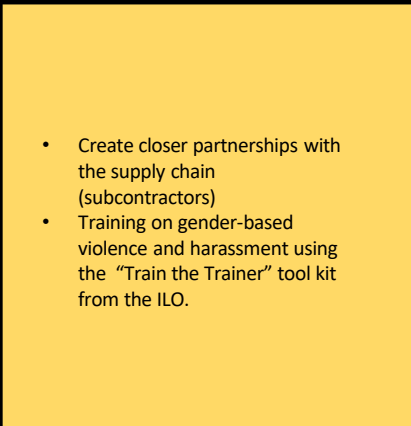 • Create closer partnerships with
the supply chain
(subcontractors)
• Training on gender-based
violence and harassment using
the “Train the Trainer” tool kit
from the ILO.